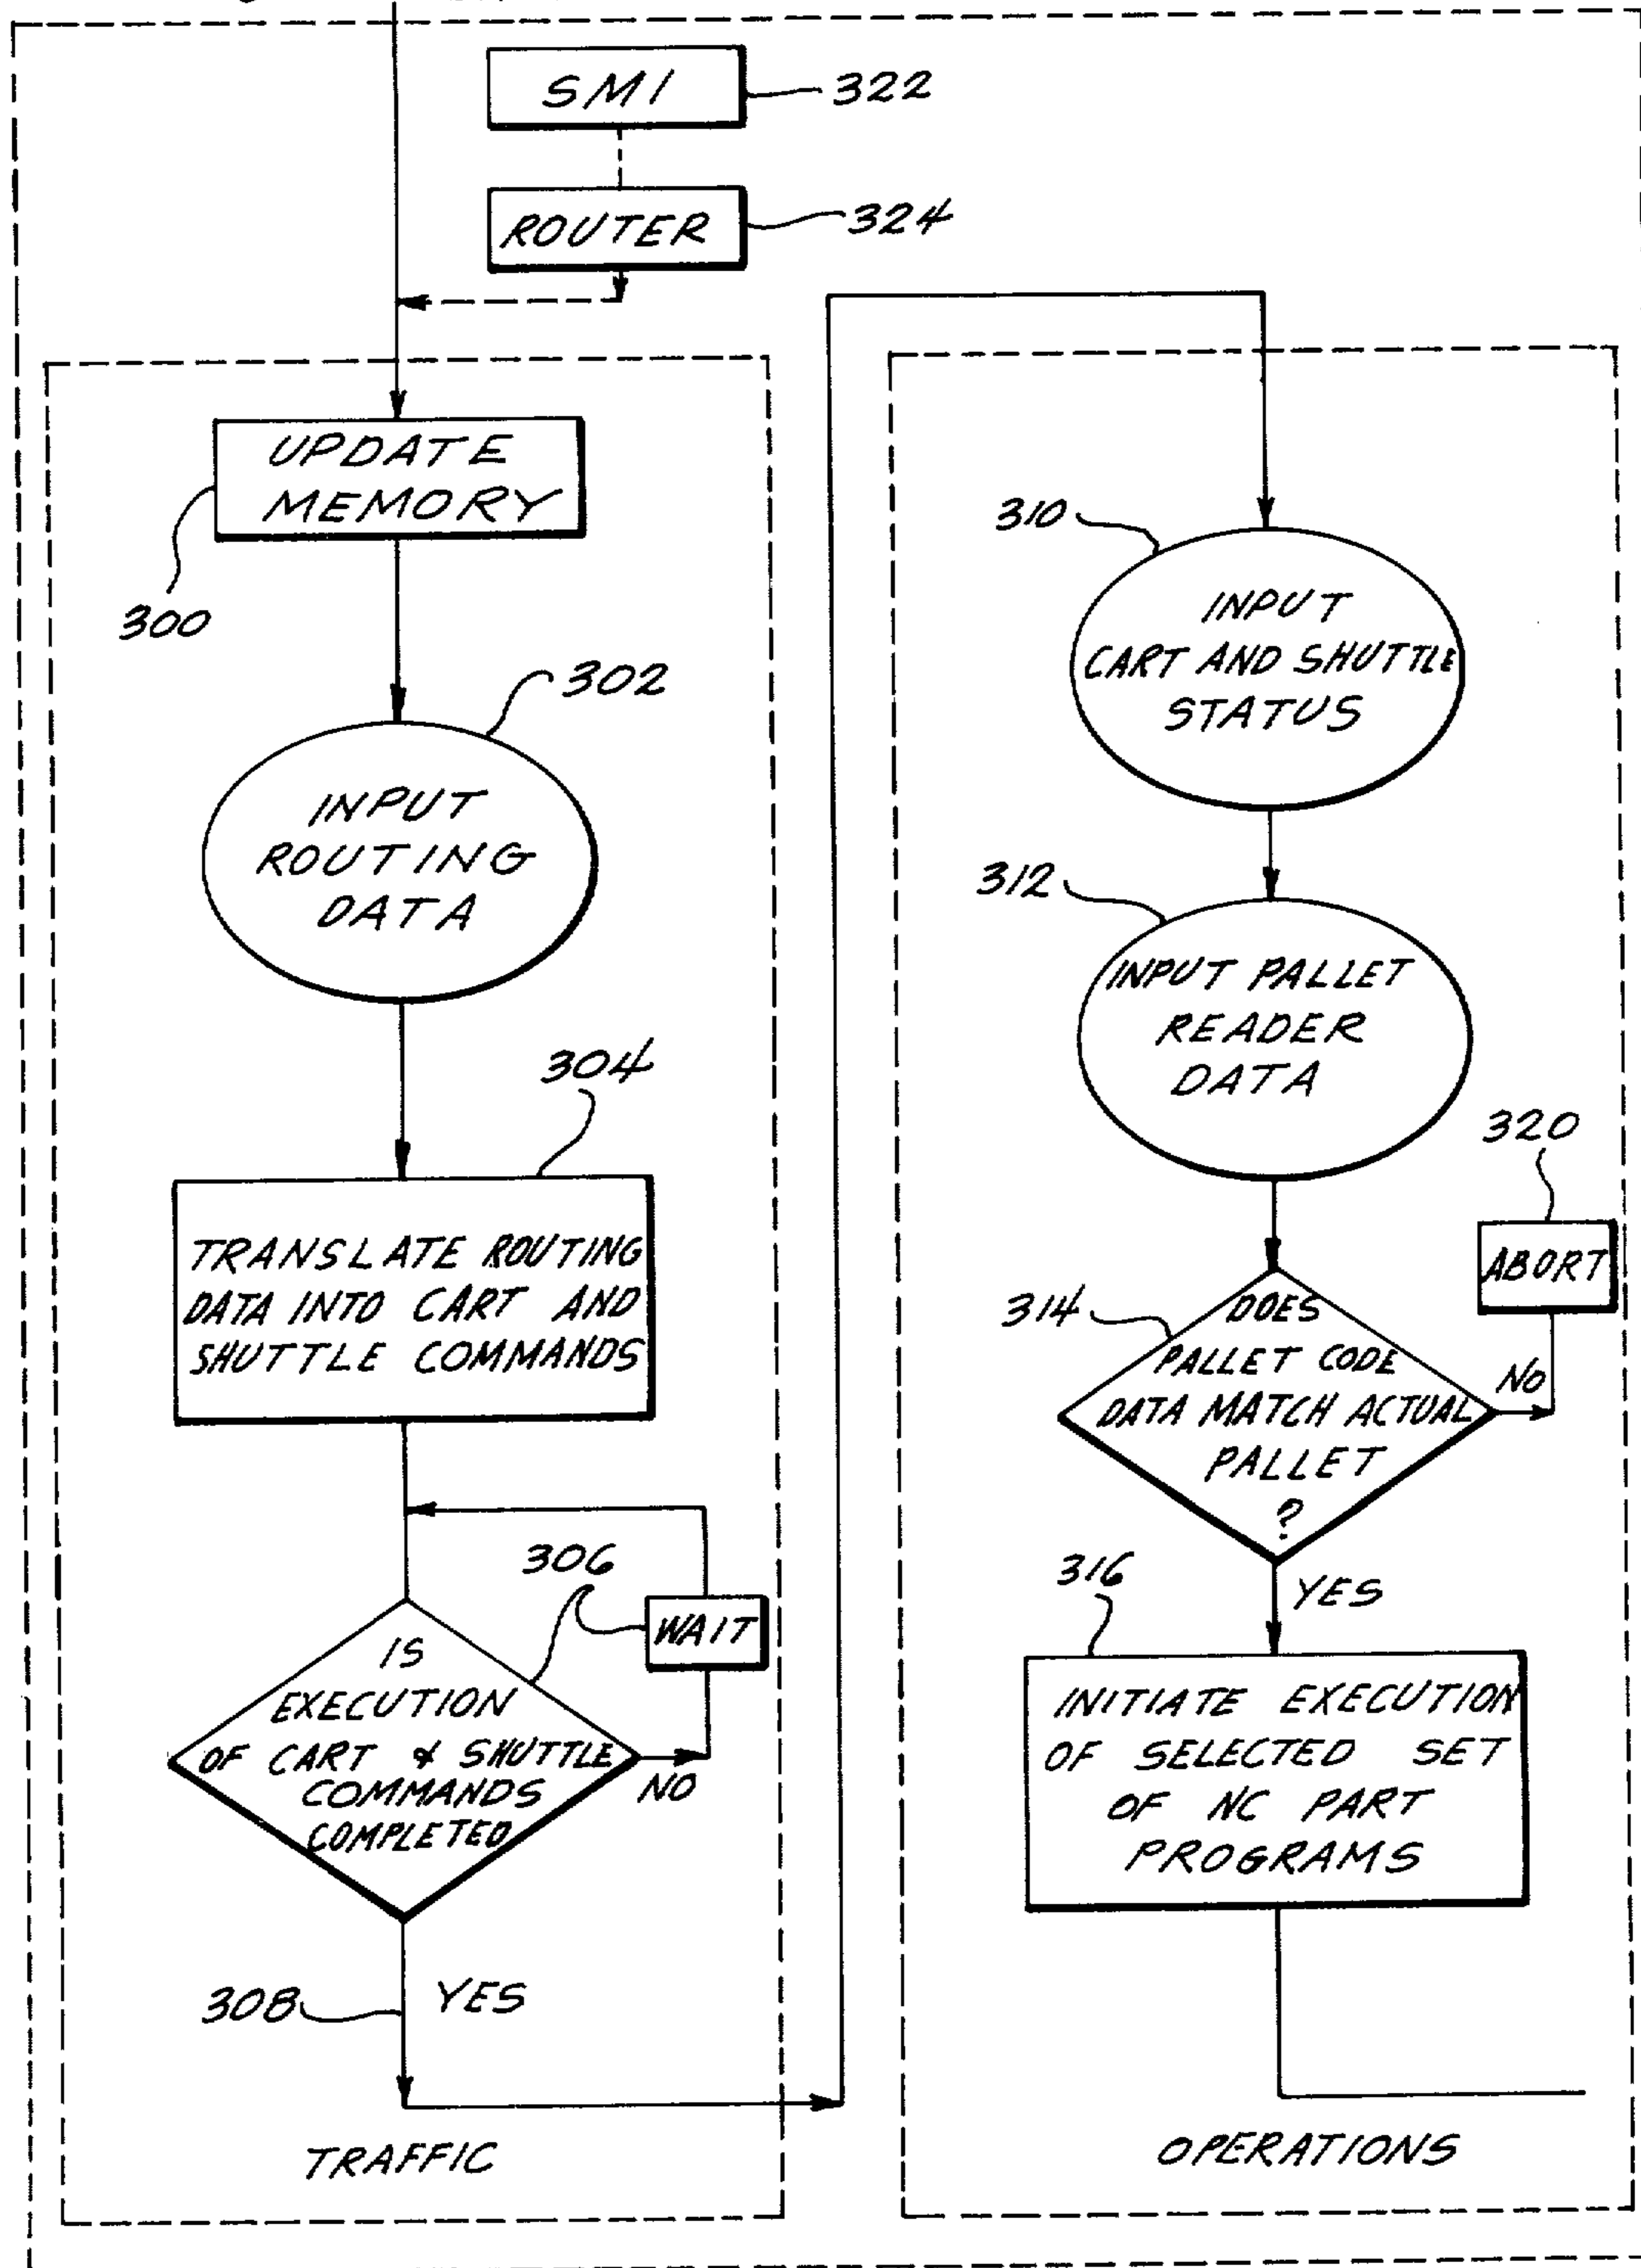 SMI
322
ROUTER
324
UPDATE
MEMORY
300
302
INPUT
ROUTING
DATA
304
TRANSLATE ROUTING
DATA INTO CART AND
SHUTTLE COMMANDS
306
WAIT
IS
EXECUTION
OF CART & SHUTTLE
COMMANDS
COMPLETED
NO
308
YES
TRAFFIC
310
INPUT
CART AND SHUTTLE
STATUS
312
INPUT PALLET
READER
DATA
320
ABORT
314
DOES
PALLET CODE
DATA MATCH ACTUAL
PALLET
?
NO
YES
316
INITIATE EXECUTION
OF SELECTED SET
OF NC PART
PROGRAMS
OPERATIONS